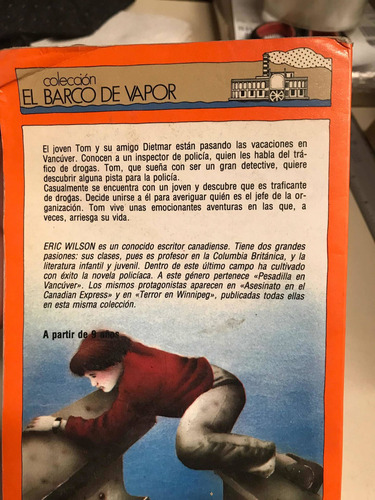 colección
EL BARCO DE VAPOR
El joven Tom y su amigo Dietmar están pasando las vacaciones en
Vancúver. Conocen a un inspector de policía, quien les habla del trá-
fico de drogas. Tom, que sueña con ser un gran detective, quiere
descubrir alguna pista para la policía.
Casualmente se encuentra con un joven y descubre que es traficante
de drogas. Decide unirse a él para averiguar quién es el jefe de la or-
ganización. Tom vive unas emocionantes aventuras en las que, a
veces, arriesga su vida.
ERIC WILSON es un conocido escritor canadiense. Tiene dos grandes
pasiones: sus clases, pues es profesor en la Columbia Británica, y la
literatura infantil y juvenil. Dentro de este último campo ha cultivado
con éxito la novela policíaca. A este género pertenece «Pesadilla en
Vancúver». Los mismos protagonistas aparecen en «Asesinato en el
Canadian Express» y en «Terror en Winnipeg», publicadas todas ellas
en esta misma colección.
A partir de 9 años